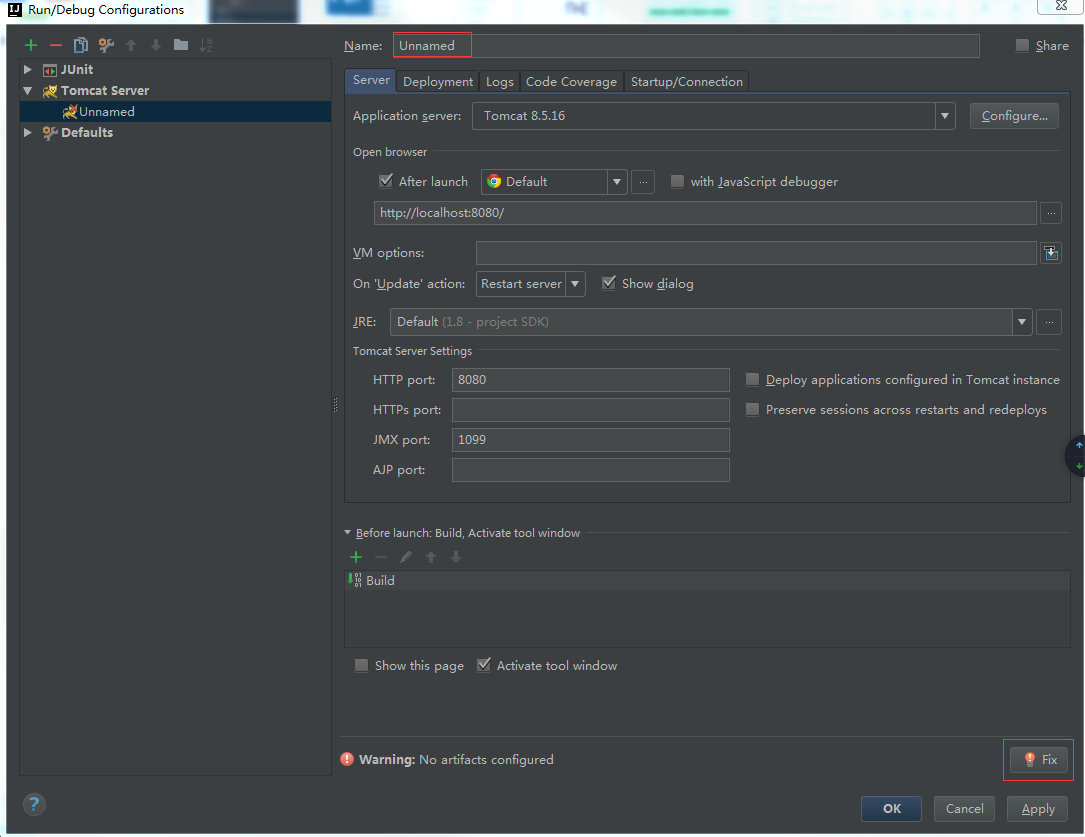 Run/Debug Configurations
Name: Unnamed Share
JUnit
Tomcat Server
Unnamed
Defaults
Server Deployment Logs Code Coverage Startup/Connection
Application server: Tomcat 8.5.16 Configure...
Open browser
After launch Default ... with JavaScript debugger
http://localhost:8080/ ...
VM options:
On 'Update' action: Restart server Show dialog
JRE: Default (1.8 - project SDK) ...
Tomcat Server Settings
HTTP port: 8080 Deploy applications configured in Tomcat instance
HTTPs port: Preserve sessions across restarts and redeploys
JMX port: 1099
AJP port:
Before launch: Build, Activate tool window
Build
Show this page Activate tool window
Warning: No artifacts configured Fix
? OK Cancel Apply